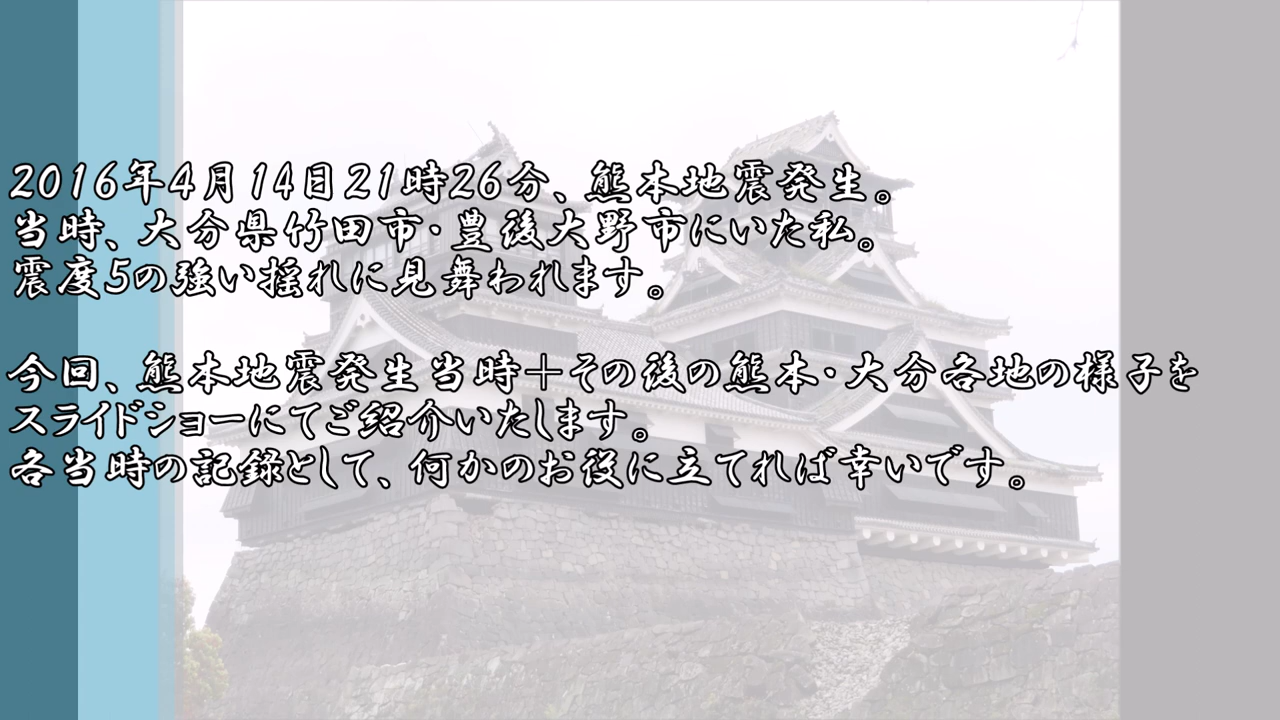 2016年4月14日21時26分、熊本地震発生。
当時、大分県竹田市・豊後大野市にいた私。
震度5の強い揺れに見舞われます。
今回、熊本地震発生当時＋その後の熊本・大分各地の様子を
スライドショーにてご紹介いたします。
各当時の記録として、何かのお役に立てれば幸いです。